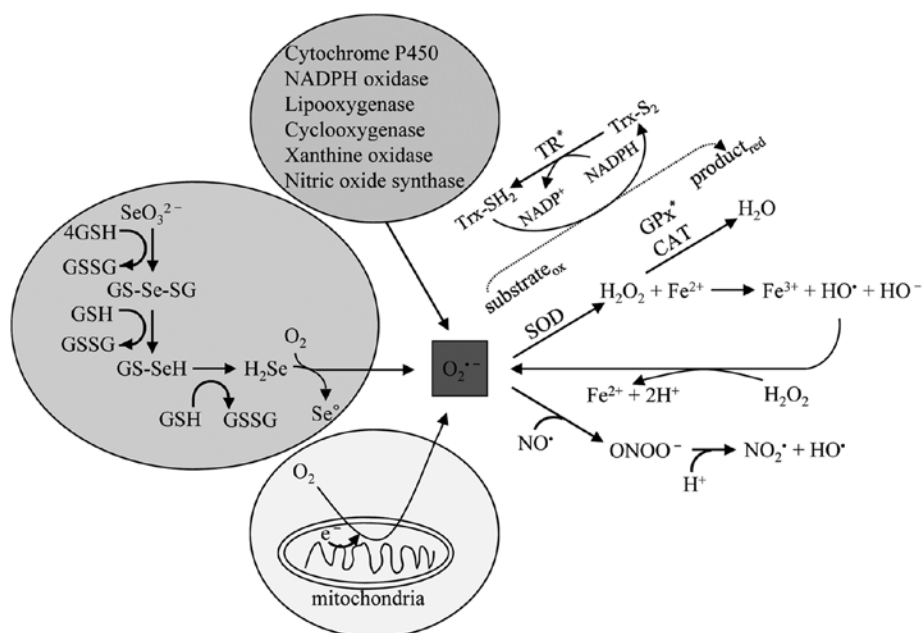 Cytochrome P450
NADPH oxidase
Lipooxygenase
Cyclooxygenase
Xanthine oxidase
Nitric oxide synthase
SeO₃²⁻
4GSH
GSSG
GS-Se-SG
GSH
GSSG
GS-SeH
H₂Se
O₂
GSH
GSSG
Se°
O₂
e⁻
mitochondria
O₂•⁻
Trx-S₂
TR*
NADPH
NADP⁺
Trx-SH₂
substrateₒₓ
product_red
GPx*
CAT
H₂O
SOD
H₂O₂ + Fe²⁺ Fe³⁺ + HO• + HO⁻
Fe²⁺ + 2H⁺
H₂O₂
NO•
ONOO⁻
H⁺
NO₂• + HO•